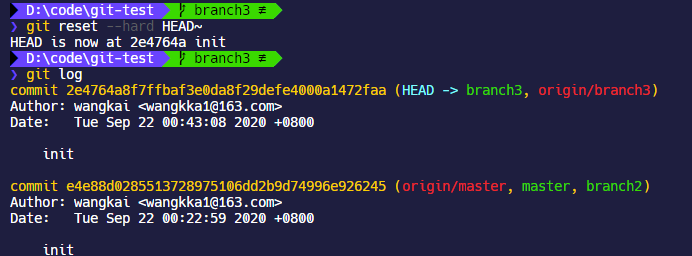 D:\code\git-test branch3 ≢
❯ git reset --hard HEAD~
HEAD is now at 2e4764a init
D:\code\git-test branch3 ≢
❯ git log
commit 2e4764a8f7ffbaf3e0da8f29defe4000a1472faa (HEAD -> branch3, origin/branch3)
Author: wangkai <wangkka1@163.com>
Date:   Tue Sep 22 00:43:08 2020 +0800
init
commit e4e88d0285513728975106dd2b9d74996e926245 (origin/master, master, branch2)
Author: wangkai <wangkka1@163.com>
Date:   Tue Sep 22 00:22:59 2020 +0800
init